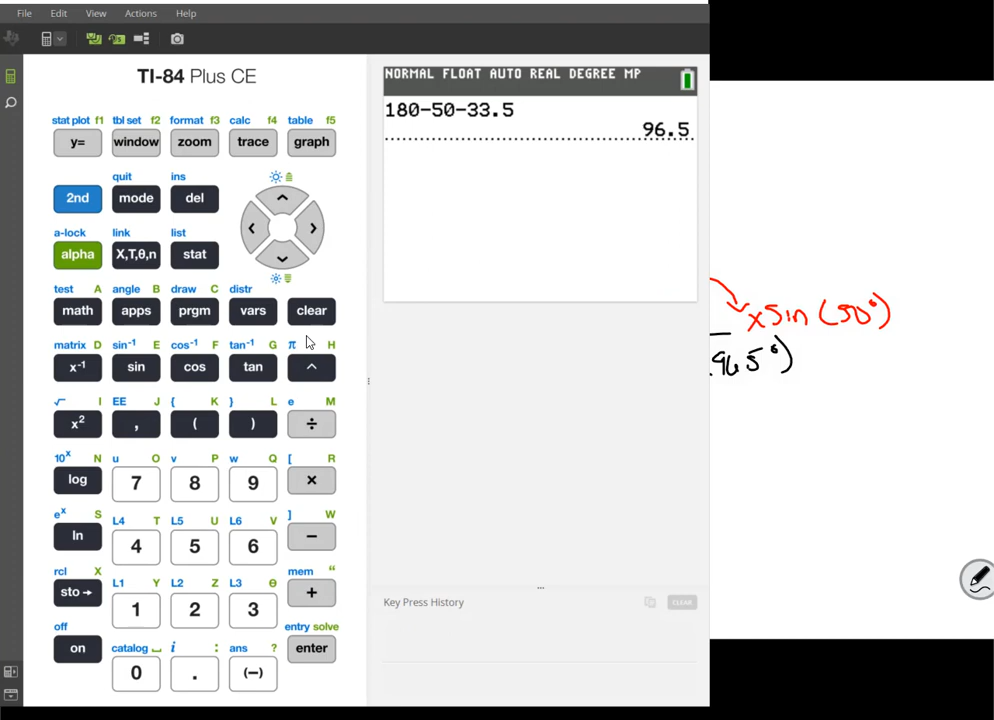 File Edit View Actions Help
TI-84 Plus CE
NORMAL FLOAT AUTO REAL DEGREE MP
180-50-33.5
96.5
stat plot f1 tbl set f2 format f3 calc f4 table f5
y= window zoom trace graph
quit ins
2nd mode del
a-lock link list
alpha X,T,θ,n stat
test A angle B draw C distr
math apps prgm vars clear
matrix D sin⁻¹ E cos⁻¹ F tan⁻¹ G π H
x⁻¹ sin cos tan ^
√ I EE J { K } L e M
x² , ( ) ÷
10ˣ N u O v P w Q [ R
log 7 8 9 ×
eˣ S L4 T L5 U L6 V ] W
ln 4 5 6 −
rcl X L1 Y L2 Z L3 θ mem “
sto→ 1 2 3 +
off catalog ⎵ i : ans ? entry solve
on 0 . (−) enter
Key Press History
CLEAR
x sin (50°)
96.5°)